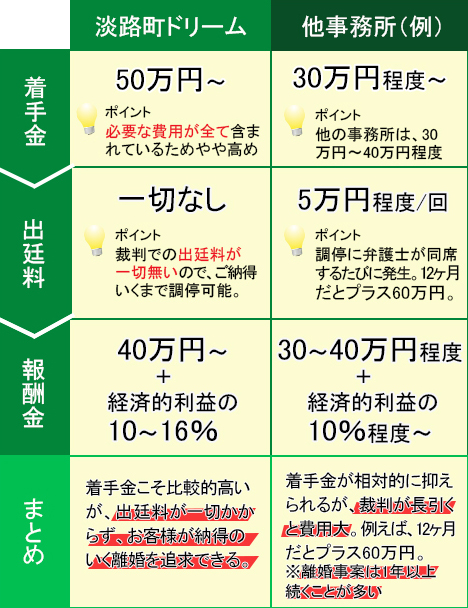 淡路町ドリーム
他事務所（例）
着手金
50万円～
ポイント
必要な費用が全て含ま
れているためやや高め
30万円程度～
ポイント
他の事務所は、30
万円～40万円程度
出廷料
一切なし
ポイント
裁判での出廷料が
一切無いので、ご納得
いくまで調停可能。
5万円程度/回
ポイント
調停に弁護士が同席
するたびに発生。12ヶ月
だとプラス60万円。
報酬金
40万円～
+
経済的利益の
10～16％
30～40万円程度
+
経済的利益の
10％程度～
まとめ
着手金こそ比較的高い
が、出廷料が一切かか
らず、お客様が納得の
いく離婚を追求できる。
着手金が相対的に抑え
られるが、裁判が長引く
と費用大。例えば、12ヶ月
だとプラス60万円。
※離婚事案は1年以上
続くことが多い